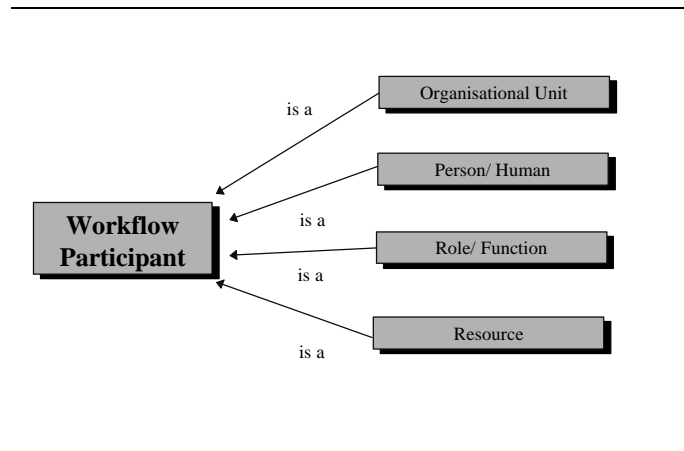 Organisational Unit
is a
Person/ Human
is a
Workflow
Participant
Role/ Function
is a
Resource
is a